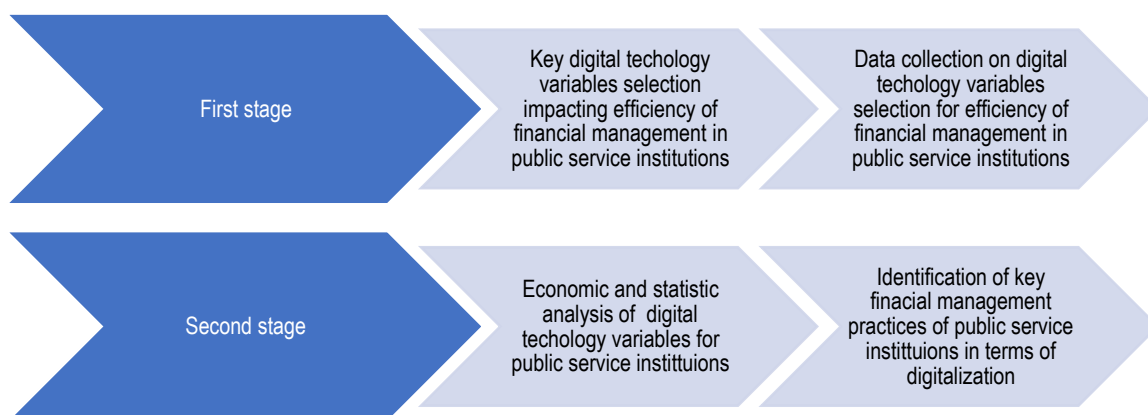 First stage
Key digital techology
variables selection
impacting efficiency of
financial management in
public service institutions
Data collection on digital
techology variables
selection for efficiency of
financial management in
public service institutions
Second stage
Economic and statistic
analysis of digital
techology variables for
public service instittuions
Identification of key
finacial management
practices of public service
instittuions in terms of
digitalization